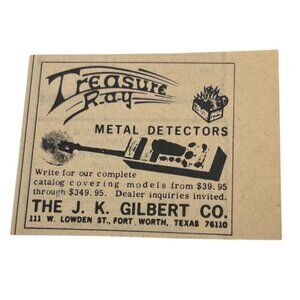 Treasure
Ray
METAL DETECTORS
Write for our complete
catalog covering models from $39.95
through $349.95. Dealer inquiries invited.
THE J. K. GILBERT CO.
111 W. LOWDEN ST., FORT WORTH, TEXAS 76110